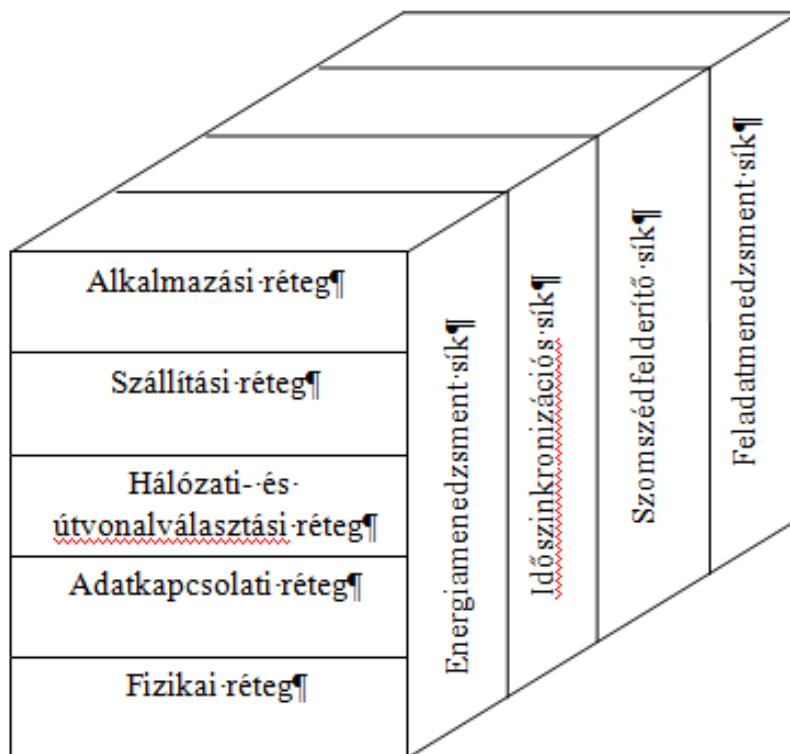 Alkalmazási·réteg¶
Szállítási·réteg¶
Hálózati-·és·
útvonalválasztási·réteg¶
Adatkapcsolati·réteg¶
Fizikai·réteg¶
Energiamenedzsment·sík¶
Időszinkronizációs·sík¶
Szomszédfelderítő·sík¶
Feladatmenedzsment·sík¶